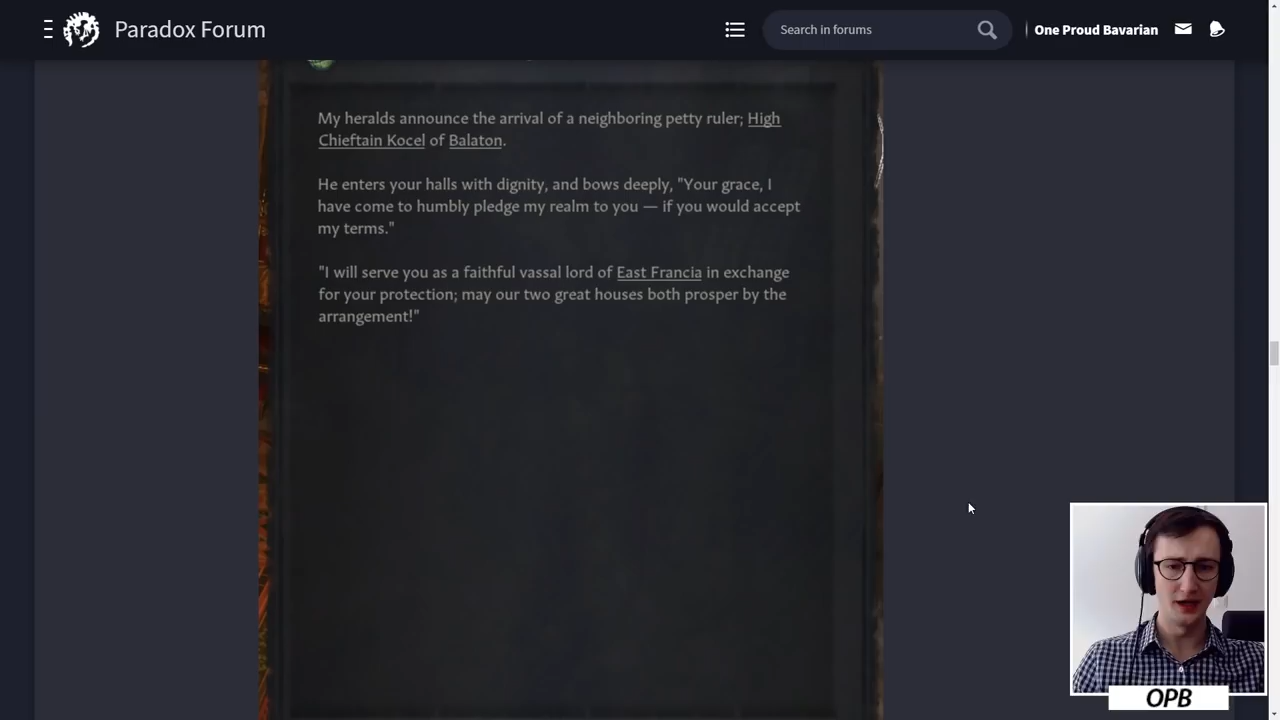 Paradox Forum
Search in forums
One Proud Bavarian
My heralds announce the arrival of a neighboring petty ruler; High
Chieftain Kocel of Balaton.
He enters your halls with dignity, and bows deeply, "Your grace, I
have come to humbly pledge my realm to you — if you would accept
my terms."
"I will serve you as a faithful vassal lord of East Francia in exchange
for your protection; may our two great houses both prosper by the
arrangement!"
OPB